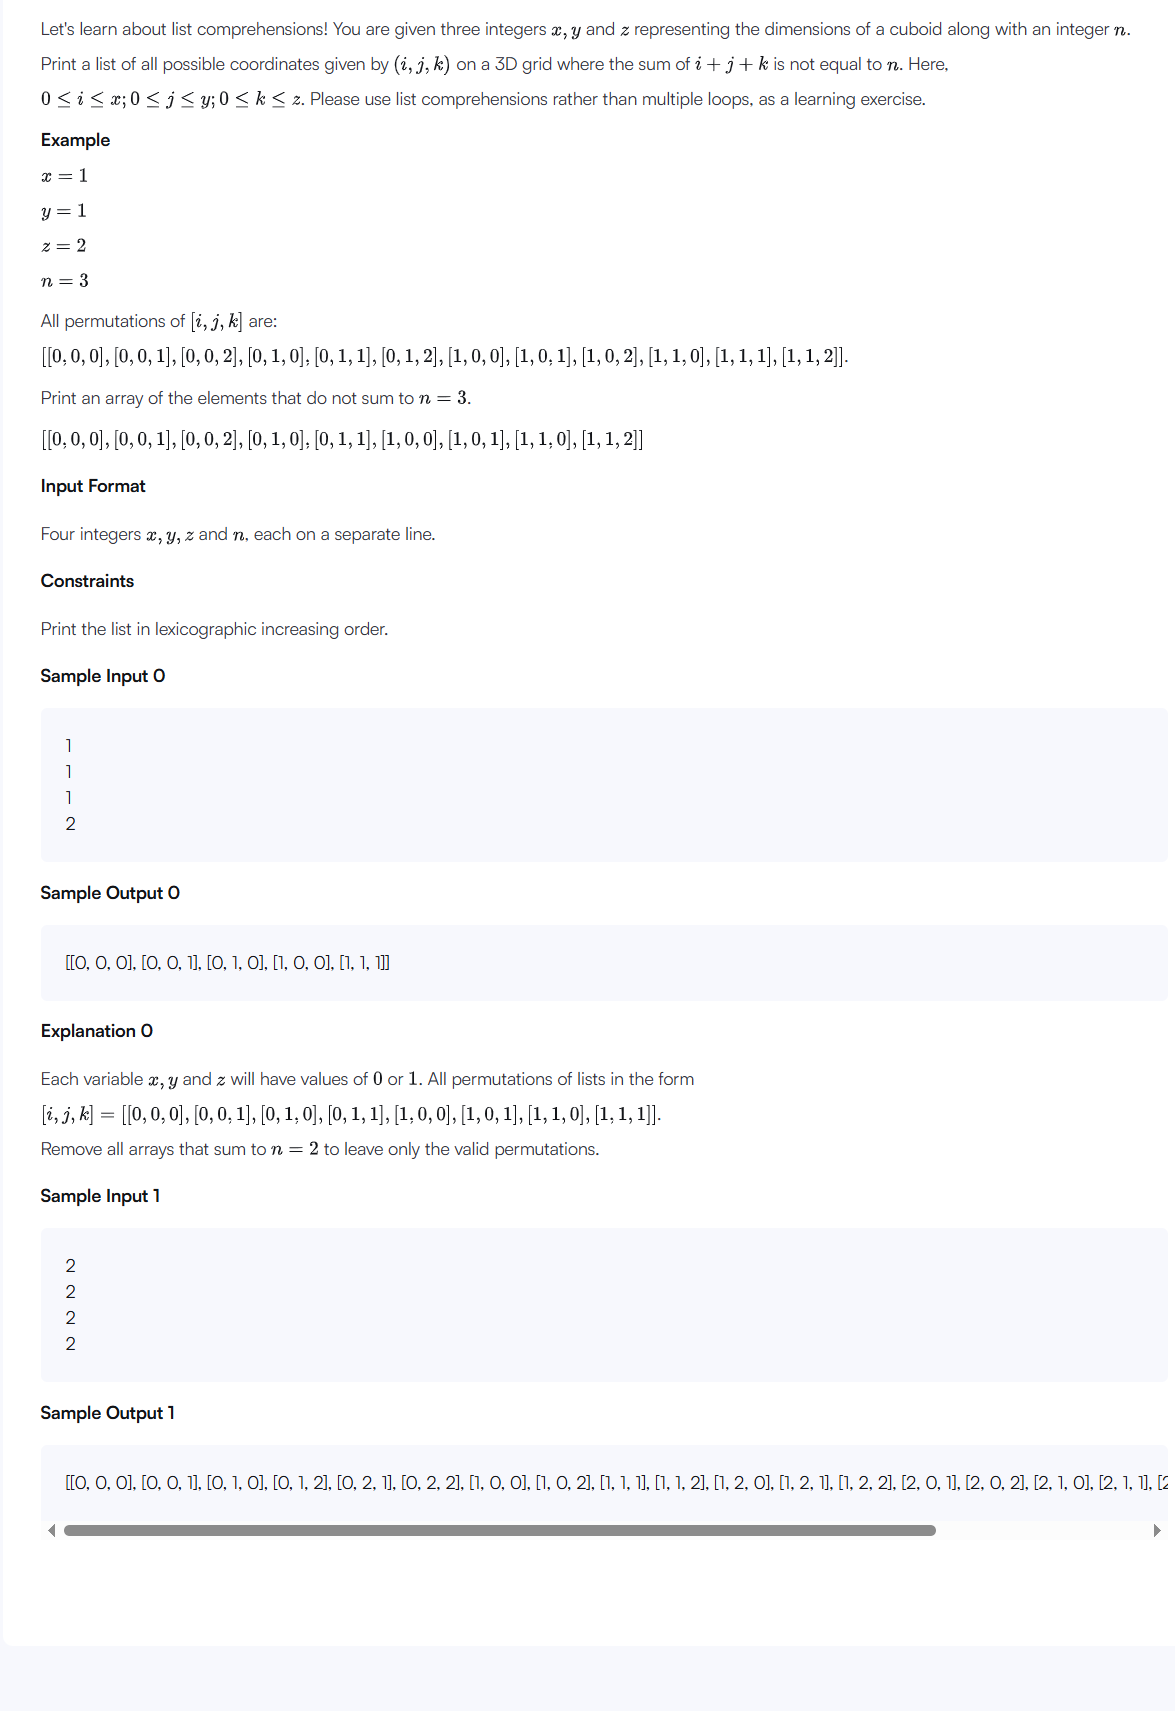 Let's learn about list comprehensions! You are given three integers x, y and z representing the dimensions of a cuboid along with an integer n.
Print a list of all possible coordinates given by (i, j, k) on a 3D grid where the sum of i + j + k is not equal to n. Here,
0 ≤ i ≤ x; 0 ≤ j ≤ y; 0 ≤ k ≤ z. Please use list comprehensions rather than multiple loops, as a learning exercise.
Example
x = 1
y = 1
z = 2
n = 3
All permutations of [i, j, k] are:
[[0, 0, 0], [0, 0, 1], [0, 0, 2], [0, 1, 0], [0, 1, 1], [0, 1, 2], [1, 0, 0], [1, 0, 1], [1, 0, 2], [1, 1, 0], [1, 1, 1], [1, 1, 2]].
Print an array of the elements that do not sum to n = 3.
[[0, 0, 0], [0, 0, 1], [0, 0, 2], [0, 1, 0], [0, 1, 1], [1, 0, 0], [1, 0, 1], [1, 1, 0], [1, 1, 2]]
Input Format
Four integers x, y, z and n, each on a separate line.
Constraints
Print the list in lexicographic increasing order.
Sample Input 0
1
1
1
2
Sample Output 0
[[0, 0, 0], [0, 0, 1], [0, 1, 0], [1, 0, 0], [1, 1, 1]]
Explanation 0
Each variable x, y and z will have values of 0 or 1. All permutations of lists in the form
[i, j, k] = [[0, 0, 0], [0, 0, 1], [0, 1, 0], [0, 1, 1], [1, 0, 0], [1, 0, 1], [1, 1, 0], [1, 1, 1]].
Remove all arrays that sum to n = 2 to leave only the valid permutations.
Sample Input 1
2
2
2
2
Sample Output 1
[[0, 0, 0], [0, 0, 1], [0, 1, 0], [0, 1, 2], [0, 2, 1], [0, 2, 2], [1, 0, 0], [1, 0, 2], [1, 1, 1], [1, 1, 2], [1, 2, 0], [1, 2, 1], [1, 2, 2], [2, 0, 1], [2, 0, 2], [2, 1, 0], [2, 1, 1], [2